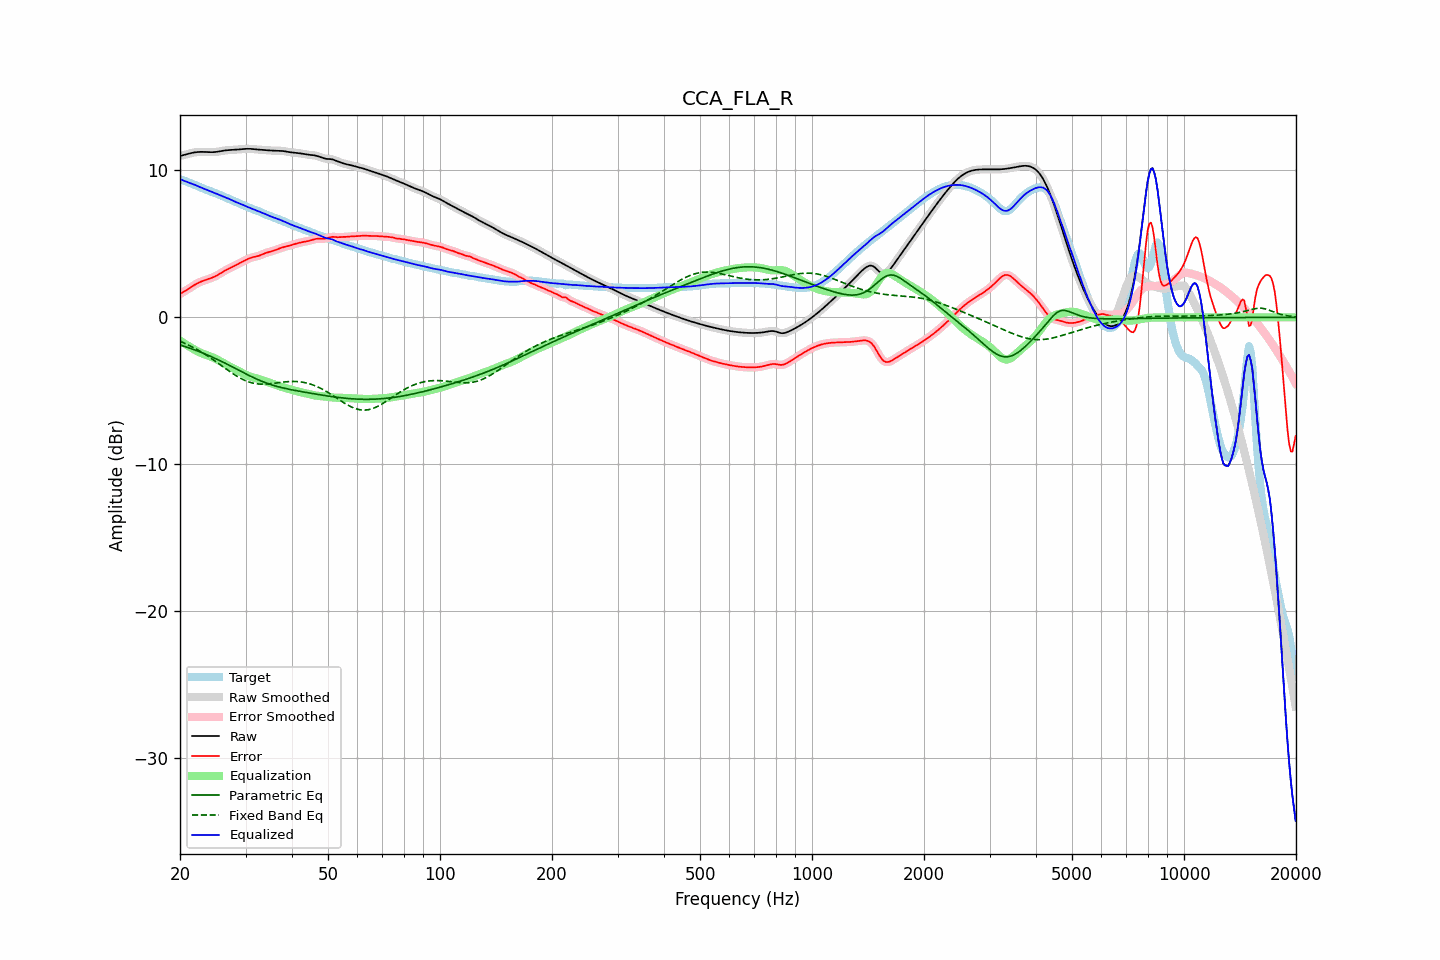 CCA_FLA_R
Amplitude (dBr)
10
0
−10
−20
−30
Target
Raw Smoothed
Error Smoothed
Raw
Error
Equalization
Parametric Eq
Fixed Band Eq
Equalized
20 50 100 200 500 1000 2000 5000 10000 20000
Frequency (Hz)